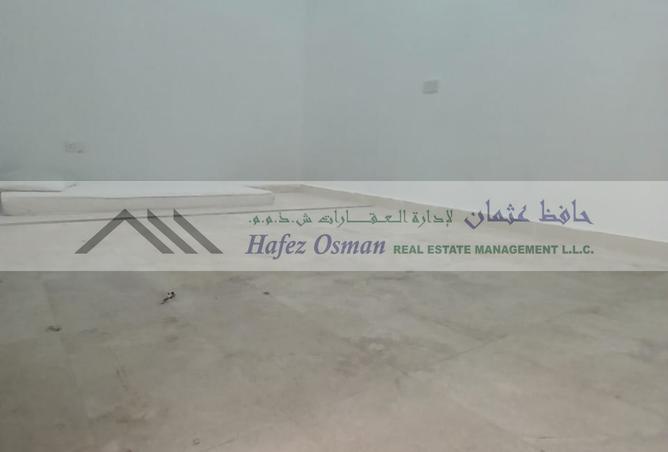 حافظ عثمان لإدارة العقارات ش.ذ.م.م.
Hafez Osman REAL ESTATE MANAGEMENT L.L.C.